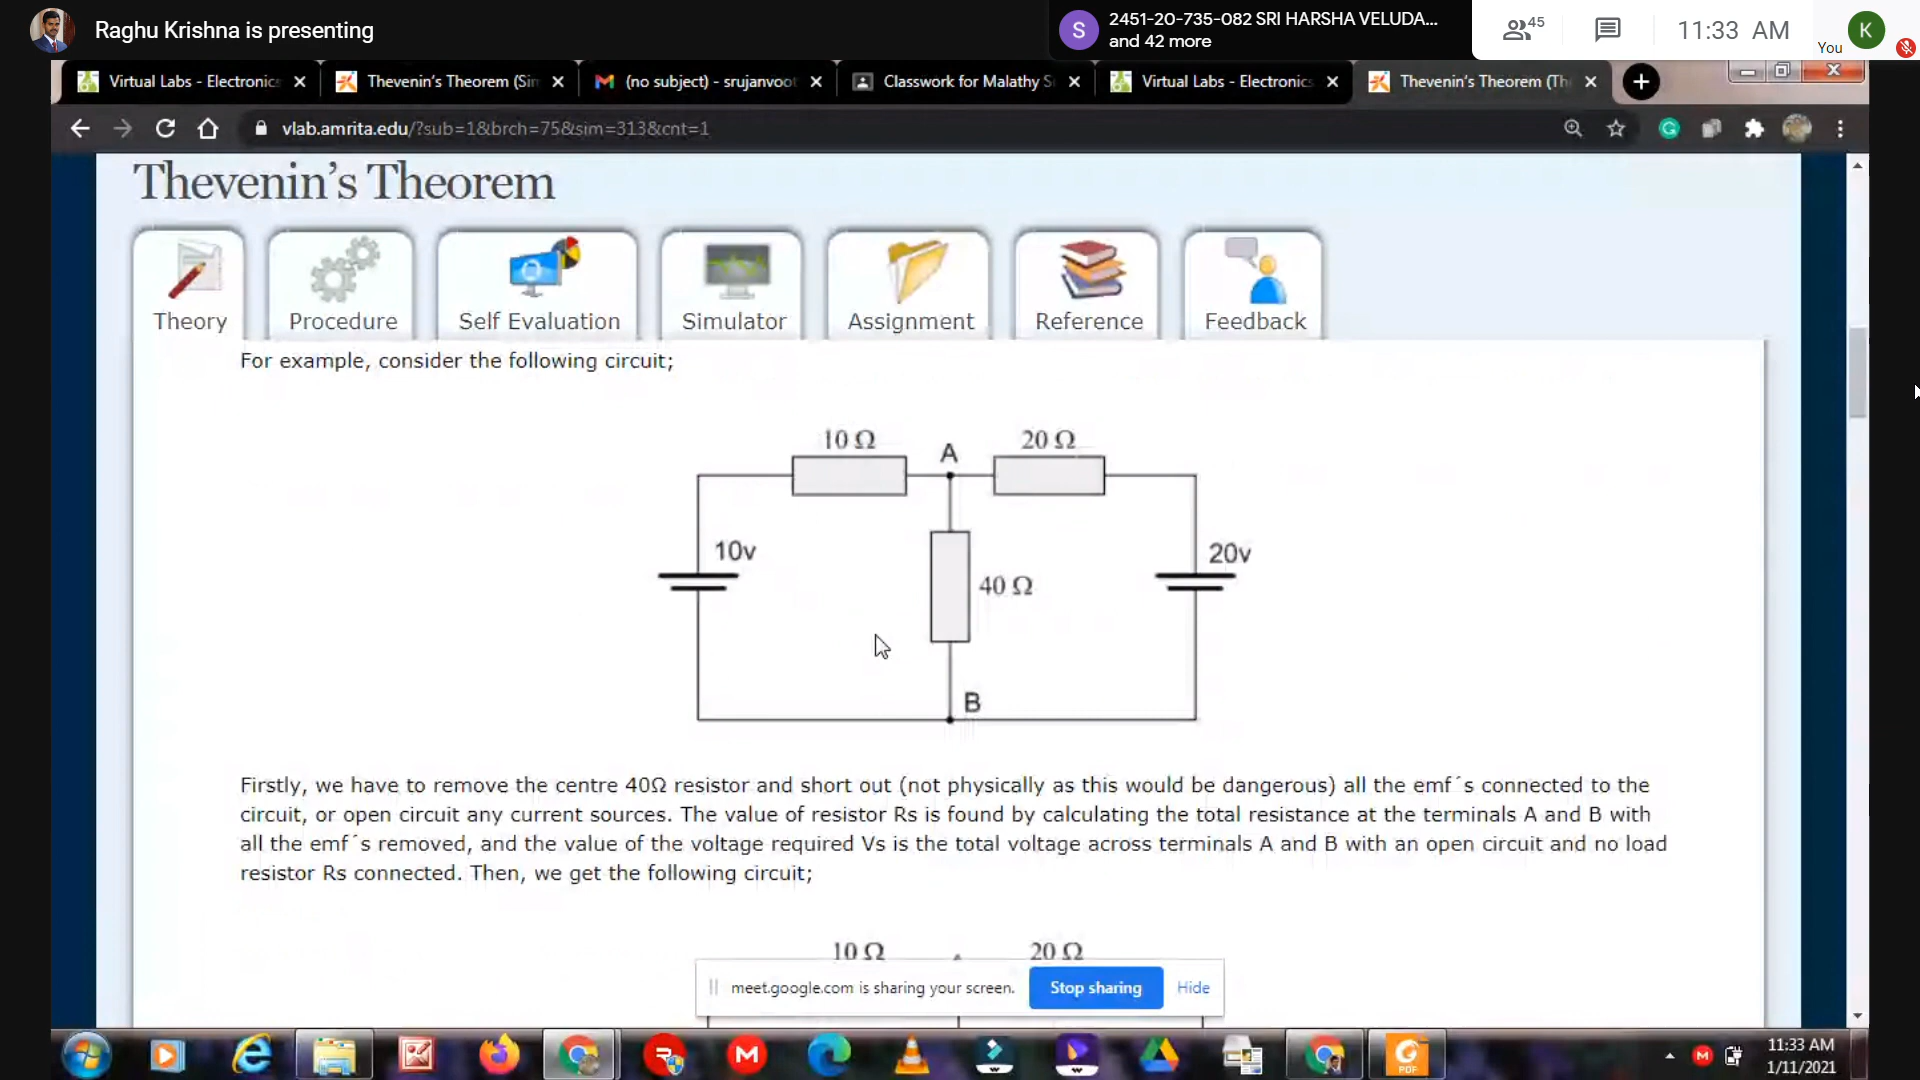 Raghu Krishna is presenting
S
2451-20-735-082 SRI HARSHA VELUDA...
and 42 more
45
11:33 AM
You
K
Virtual Labs - Electronics
Thevenin's Theorem (Sim
(no subject) - srujanvoot
Classwork for Malathy S
Virtual Labs - Electronics
Thevenin's Theorem (Th
vlab.amrita.edu/?sub=1&brch=75&sim=313&cnt=1
Thevenin's Theorem
Theory
Procedure
Self Evaluation
Simulator
Assignment
Reference
Feedback
For example, consider the following circuit;
10 Ω
A
20 Ω
10v
40 Ω
20v
B
Firstly, we have to remove the centre 40Ω resistor and short out (not physically as this would be dangerous) all the emf´s connected to the
circuit, or open circuit any current sources. The value of resistor Rs is found by calculating the total resistance at the terminals A and B with
all the emf´s removed, and the value of the voltage required Vs is the total voltage across terminals A and B with an open circuit and no load
resistor Rs connected. Then, we get the following circuit;
10 Ω
20 Ω
meet.google.com is sharing your screen.
Stop sharing
Hide
PDF
11:33 AM
1/11/2021